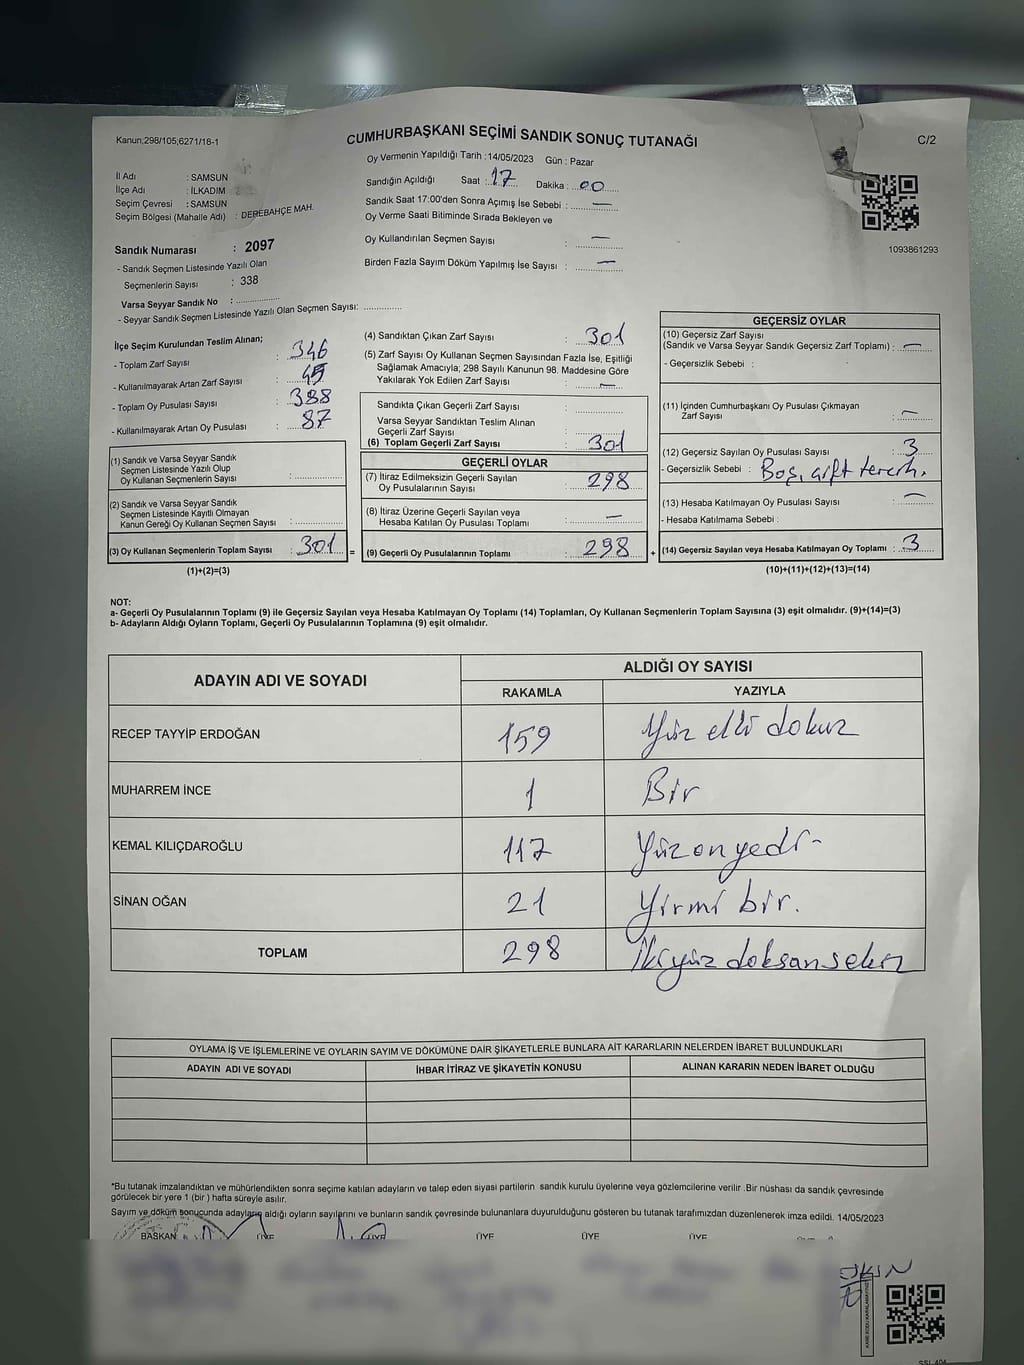 Kanun;298/105;6271/18-1
CUMHURBAŞKANI SEÇİMİ SANDIK SONUÇ TUTANAĞI
C/2
Oy Vermenin Yapıldığı Tarih :14/05/2023 Gün : Pazar
İl Adı : SAMSUN
İlçe Adı : İLKADIM
Seçim Çevresi : SAMSUN
Seçim Bölgesi (Mahalle Adı) : DEREBAHÇE MAH.
Sandığın Açıldığı Saat : 17 Dakika : 00
Sandık Saat 17:00'den Sonra Açımış İse Sebebi : —
Oy Verme Saati Bitiminde Sırada Bekleyen ve
Oy Kullandırılan Seçmen Sayısı : —
Birden Fazla Sayım Döküm Yapılmış İse Sayısı : —
1093861293
Sandık Numarası : 2097
- Sandık Seçmen Listesinde Yazılı Olan
Seçmenlerin Sayısı : 338
Varsa Seyyar Sandık No : ..................
- Seyyar Sandık Seçmen Listesinde Yazılı Olan Seçmen Sayısı: ..............
İlçe Seçim Kurulundan Teslim Alınan;
- Toplam Zarf Sayısı : 346
- Kullanılmayarak Artan Zarf Sayısı : 45
- Toplam Oy Pusulası Sayısı : 388
- Kullanılmayarak Artan Oy Pusulası : 87
(1) Sandık ve Varsa Seyyar Sandık
Seçmen Listesinde Yazılı Olup
Oy Kullanan Seçmenlerin Sayısı : ..................
(2) Sandık ve Varsa Seyyar Sandık
Seçmen Listesinde Kayıtlı Olmayan
Kanun Gereği Oy Kullanan Seçmen Sayısı : ..................
(3) Oy Kullanan Seçmenlerin Toplam Sayısı : 301 =
(1)+(2)=(3)
(4) Sandıktan Çıkan Zarf Sayısı : 301
(5) Zarf Sayısı Oy Kullanan Seçmen Sayısından Fazla İse, Eşitliği
Sağlamak Amacıyla; 298 Sayılı Kanunun 98. Maddesine Göre
Yakılarak Yok Edilen Zarf Sayısı : —
Sandıkta Çıkan Geçerli Zarf Sayısı : ..................
Varsa Seyyar Sandıktan Teslim Alınan
Geçerli Zarf Sayısı : ..................
(6) Toplam Geçerli Zarf Sayısı : 301
GEÇERLİ OYLAR
(7) İtiraz Edilmeksizin Geçerli Sayılan
Oy Pusulalarının Sayısı : 298
(8) İtiraz Üzerine Geçerli Sayılan veya
Hesaba Katılan Oy Pusulası Toplamı : —
(9) Geçerli Oy Pusulalarının Toplamı : 298 +
GEÇERSİZ OYLAR
(10) Geçersiz Zarf Sayısı
(Sandık ve Varsa Seyyar Sandık Geçersiz Zarf Toplamı) : —
- Geçersizlik Sebebi :
(11) İçinden Cumhurbaşkanı Oy Pusulası Çıkmayan
Zarf Sayısı : —
(12) Geçersiz Sayılan Oy Pusulası Sayısı : 3
- Geçersizlik Sebebi : Boş, çift tercih.
(13) Hesaba Katılmayan Oy Pusulası Sayısı : —
- Hesaba Katılmama Sebebi :
(14) Geçersiz Sayılan veya Hesaba Katılmayan Oy Toplamı : 3
(10)+(11)+(12)+(13)=(14)
NOT:
a- Geçerli Oy Pusulalarının Toplamı (9) ile Geçersiz Sayılan veya Hesaba Katılmayan Oy Toplamı (14) Toplamları, Oy Kullanan Seçmenlerin Toplam Sayısına (3) eşit olmalıdır. (9)+(14)=(3)
b- Adayların Aldığı Oyların Toplamı, Geçerli Oy Pusulalarının Toplamına (9) eşit olmalıdır.
ADAYIN ADI VE SOYADI
ALDIĞI OY SAYISI
RAKAMLA YAZIYLA
RECEP TAYYİP ERDOĞAN 159 Yüz elli dokuz
MUHARREM İNCE 1 Bir
KEMAL KILIÇDAROĞLU 117 Yüzonyedi-
SİNAN OĞAN 21 Yirmi bir.
TOPLAM 298 İkiyüz doksansekiz
OYLAMA İŞ VE İŞLEMLERİNE VE OYLARIN SAYIM VE DÖKÜMÜNE DAİR ŞİKAYETLERLE BUNLARA AİT KARARLARIN NELERDEN İBARET BULUNDUKLARI
ADAYIN ADI VE SOYADI İHBAR İTİRAZ VE ŞİKAYETİN KONUSU ALINAN KARARIN NEDEN İBARET OLDUĞU
*Bu tutanak imzalandıktan ve mühürlendikten sonra seçime katılan adayların ve talep eden siyasi partilerin sandık kurulu üyelerine veya gözlemcilerine verilir .Bir nüshası da sandık çevresinde
görülecek bir yere 1 (bir ) hafta süreyle asılır.
Sayım ve döküm sonucunda adayların aldığı oyların sayılarını ve bunların sandık çevresinde bulunanlara duyurulduğunu gösteren bu tutanak tarafımızdan düzenlenerek imza edildi. 14/05/2023
BAŞKAN ÜYE ÜYE ÜYE ÜYE ÜYE